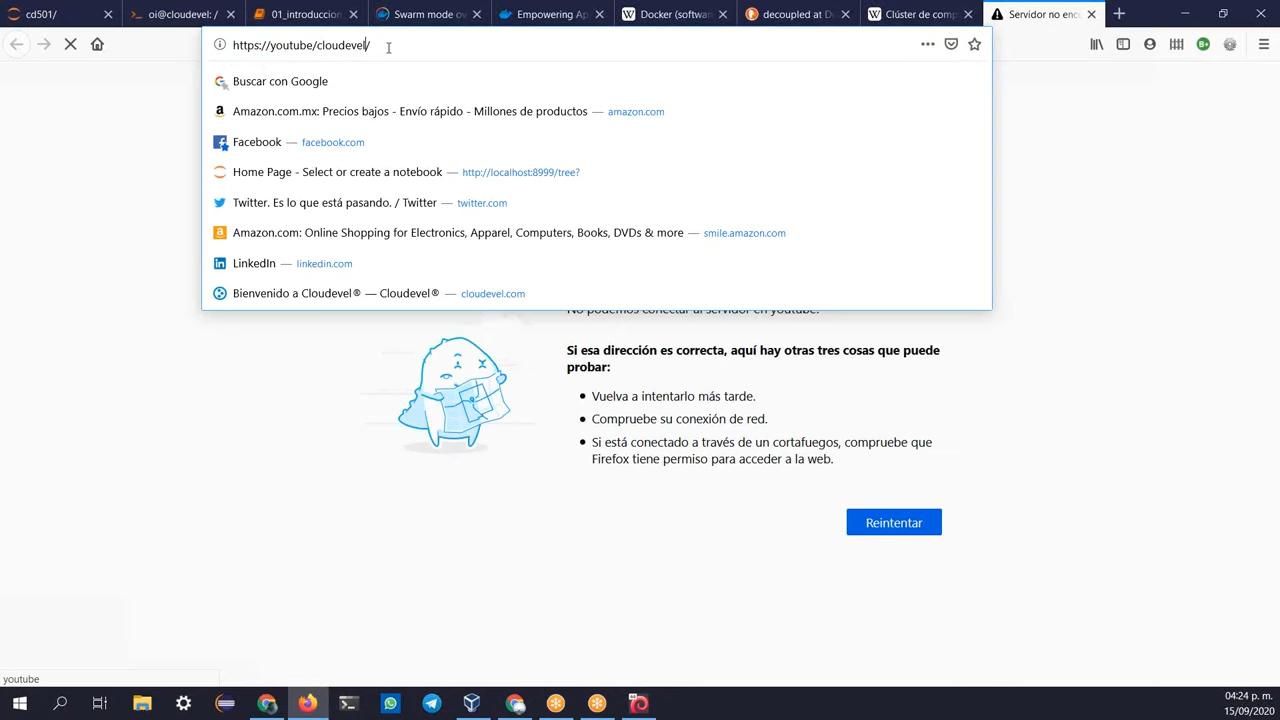 cd501/
oi@cloudevel: /
01_introduccion
Swarm mode ov
Empowering Ap
Docker (softwar
decoupled at De
Clúster de comp
Servidor no encu
https://youtube/cloudevel/
Buscar con Google
Amazon.com.mx: Precios bajos - Envío rápido - Millones de productos — amazon.com
Facebook — facebook.com
Home Page - Select or create a notebook — http://localhost:8999/tree?
Twitter. Es lo que está pasando. / Twitter — twitter.com
Amazon.com: Online Shopping for Electronics, Apparel, Computers, Books, DVDs & more — smile.amazon.com
LinkedIn — linkedin.com
Bienvenido a Cloudevel® — Cloudevel® — cloudevel.com
No podemos conectar al servidor en youtube.
Si esa dirección es correcta, aquí hay otras tres cosas que puede
probar:
• Vuelva a intentarlo más tarde.
• Compruebe su conexión de red.
• Si está conectado a través de un cortafuegos, compruebe que
Firefox tiene permiso para acceder a la web.
Reintentar
youtube
04:24 p. m.
15/09/2020